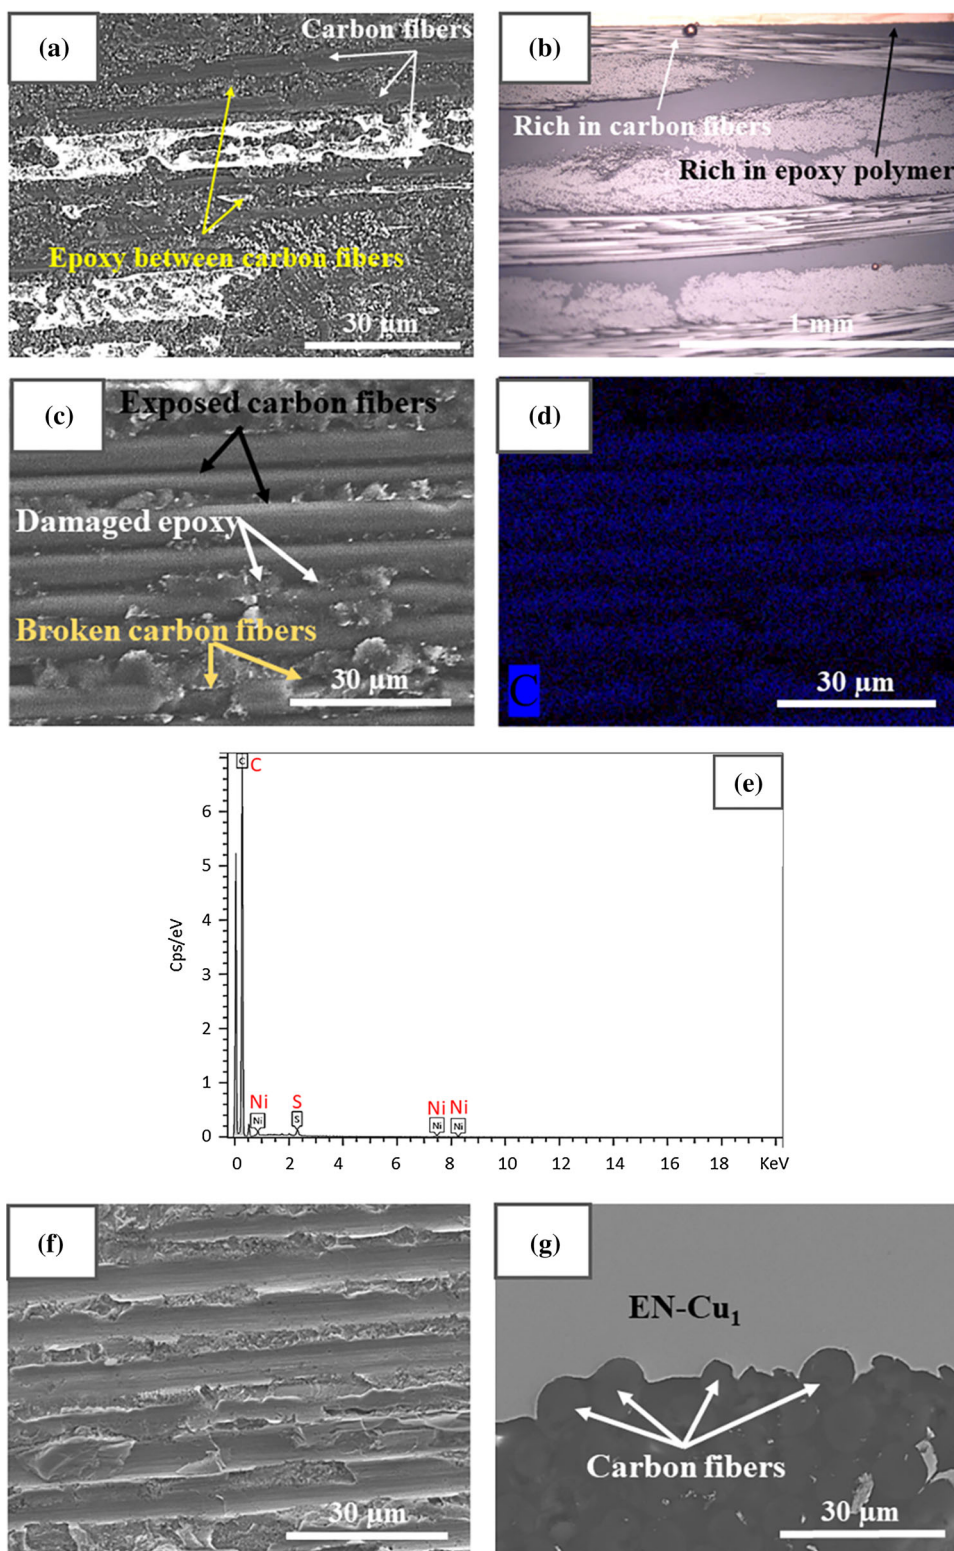 (a)
Carbon fibers
Epoxy between carbon fibers
30 µm
(b)
Rich in carbon fibers
Rich in epoxy polymer
1 mm
(c)
Exposed carbon fibers
Damaged epoxy
Broken carbon fibers
30 µm
(d)
C
30 µm
(e)
C
C
6
5
4
3
2
1
0
Cps/eV
Ni
S
Ni Ni
Ni
S
Ni
Ni
0 2 4 6 8 10 12 14 16 18 KeV
(f)
30 µm
(g)
EN-Cu₁
Carbon fibers
30 µm